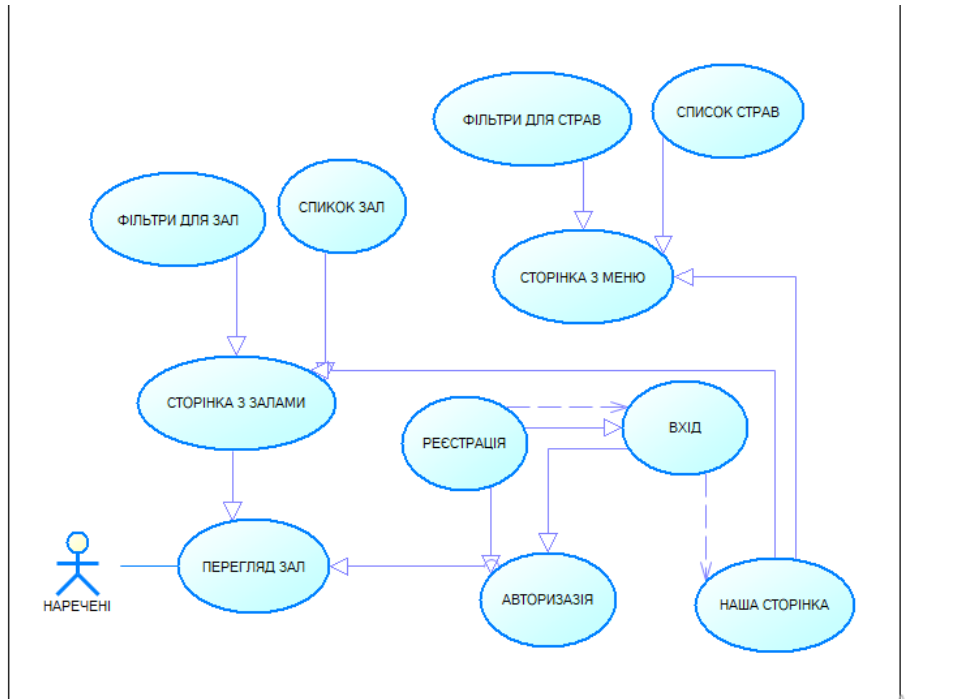 ФІЛЬТРИ ДЛЯ СТРАВ
СПИСОК СТРАВ
ФІЛЬТРИ ДЛЯ ЗАЛ
СПИКОК ЗАЛ
СТОРІНКА З МЕНЮ
СТОРІНКА З ЗАЛАМИ
РЕЄСТРАЦІЯ
ВХІД
ПЕРЕГЛЯД ЗАЛ
АВТОРИЗАЗІЯ
НАША СТОРІНКА
НАРЕЧЕНІ